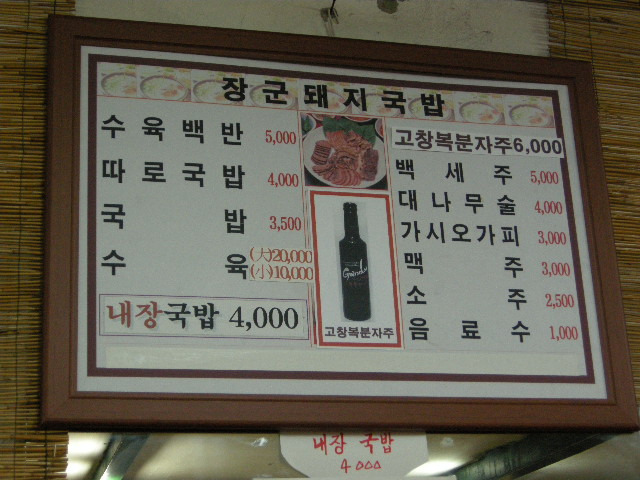 장군돼지국밥
수육백반 5,000
따로국밥 4,000
국밥 3,500
수육 (大)20,000
(小)10,000
내장국밥 4,000
고창복분자주
고창복분자주6,000
백세주 5,000
대나무술 4,000
가시오가피 3,000
맥주 3,000
소주 2,500
음료수 1,000
내장 국밥
4000